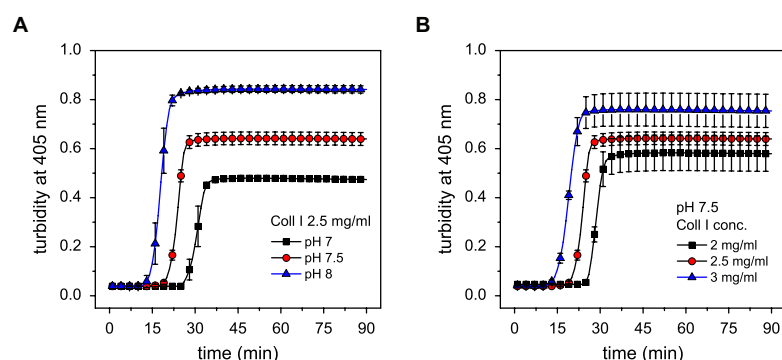 A
turbidity at 405 nm
1.0
0.8
0.6
0.4
0.2
0.0
Coll I 2.5 mg/ml
pH 7
pH 7.5
pH 8
0 15 30 45 60 75 90
time (min)
B
turbidity at 405 nm
1.0
0.8
0.6
0.4
0.2
0.0
pH 7.5
Coll I conc.
2 mg/ml
2.5 mg/ml
3 mg/ml
0 15 30 45 60 75 90
time (min)